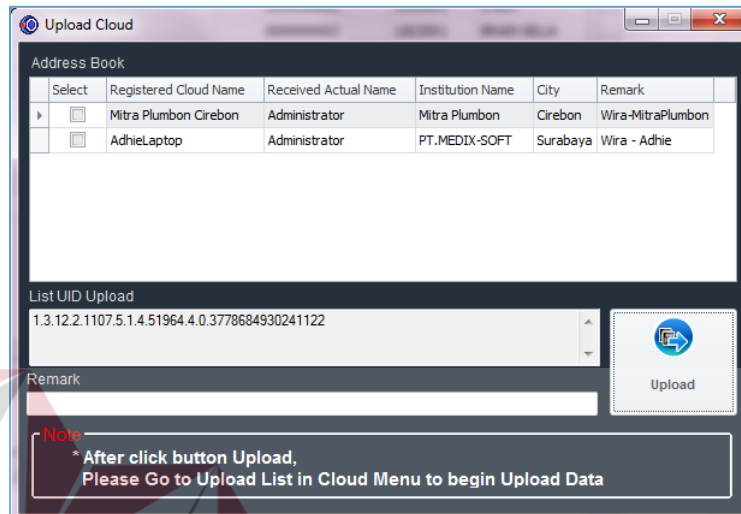 Upload Cloud
Address Book
Select Registered Cloud Name Received Actual Name Institution Name City Remark
Mitra Plumbon Cirebon Administrator Mitra Plumbon Cirebon Wira-MitraPlumbon
AdhieLaptop Administrator PT.MEDIX-SOFT Surabaya Wira - Adhie
List UID Upload
1.3.12.2.1107.5.1.4.51964.4.0.3778684930241122
Upload
Remark
Note
* After click button Upload,
Please Go to Upload List in Cloud Menu to begin Upload Data